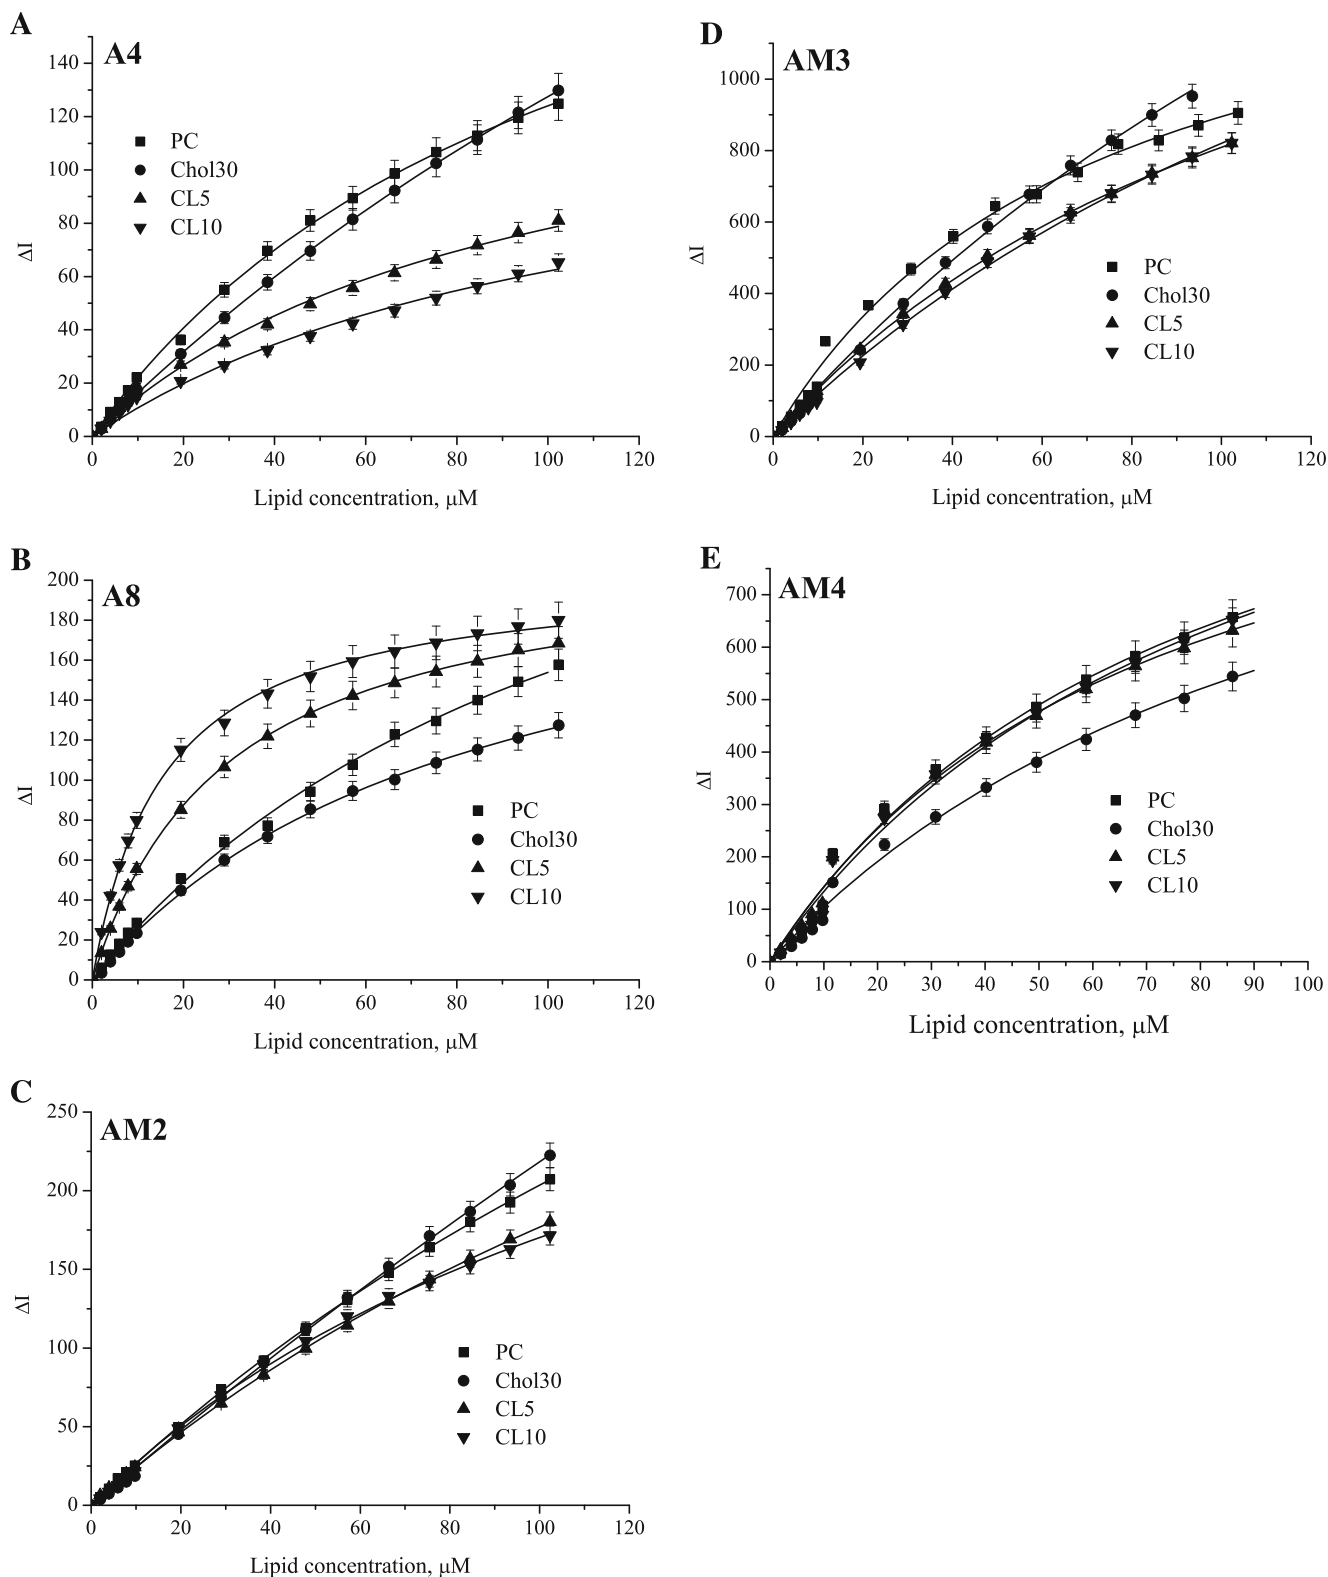 A
A4
140
120
100
80
60
40
20
0
ΔI
PC
Chol30
CL5
CL10
0 20 40 60 80 100 120
Lipid concentration, μM
B
A8
200
180
160
140
120
100
80
60
40
20
0
ΔI
PC
Chol30
CL5
CL10
0 20 40 60 80 100 120
Lipid concentration, μM
C
AM2
250
200
150
100
50
0
ΔI
PC
Chol30
CL5
CL10
0 20 40 60 80 100 120
Lipid concentration, μM
D
AM3
1000
800
600
400
200
0
ΔI
PC
Chol30
CL5
CL10
0 20 40 60 80 100 120
Lipid concentration, μM
E
AM4
700
600
500
400
300
200
100
0
ΔI
PC
Chol30
CL5
CL10
0 10 20 30 40 50 60 70 80 90 100
Lipid concentration, μM